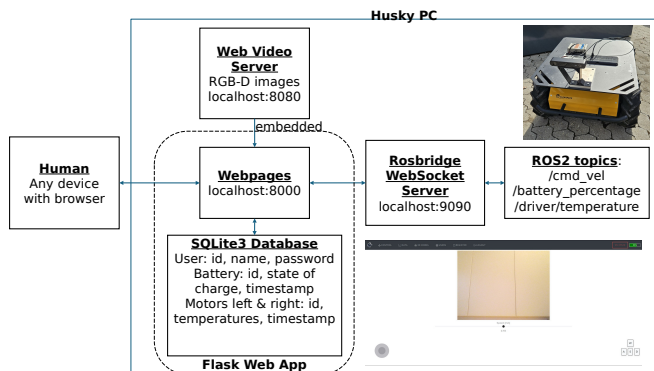 Husky PC
Web Video
Server
RGB-D images
localhost:8080
embedded
Human
Any device
with browser
Webpages
localhost:8000
Rosbridge
WebSocket
Server
localhost:9090
ROS2 topics:
/cmd_vel
/battery_percentage
/driver/temperature
SQLite3 Database
User: id, name, password
Battery: id, state of
charge, timestamp
Motors left & right: id,
temperatures, timestamp
Flask Web App